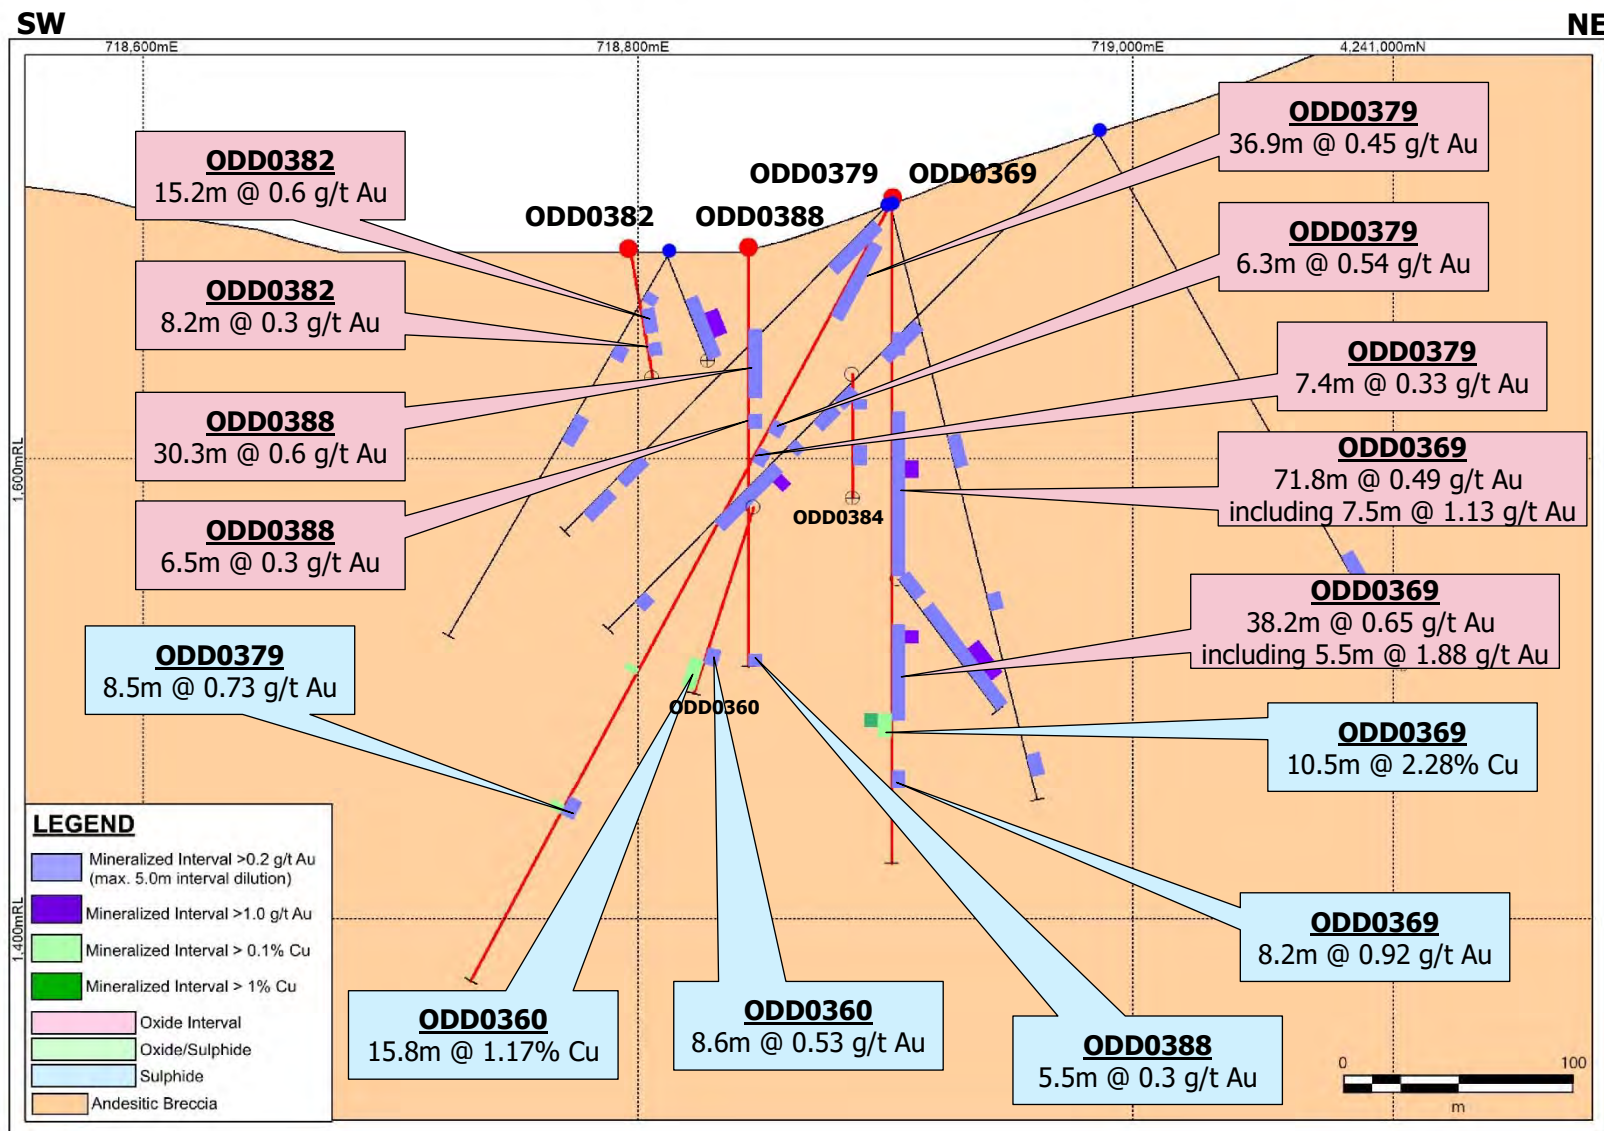 SW
NE
718,600mE
718,800mE
719,000mE
4,241,000mN
ODD0382
15.2m @ 0.6 g/t Au
ODD0382
8.2m @ 0.3 g/t Au
ODD0388
30.3m @ 0.6 g/t Au
ODD0388
6.5m @ 0.3 g/t Au
ODD0382
ODD0388
ODD0379
ODD0369
ODD0379
36.9m @ 0.45 g/t Au
ODD0379
6.3m @ 0.54 g/t Au
ODD0379
7.4m @ 0.33 g/t Au
ODD0369
71.8m @ 0.49 g/t Au
including 7.5m @ 1.13 g/t Au
ODD0369
38.2m @ 0.65 g/t Au
including 5.5m @ 1.88 g/t Au
1,600mRL
ODD0384
ODD0360
ODD0379
8.5m @ 0.73 g/t Au
ODD0369
10.5m @ 2.28% Cu
ODD0369
8.2m @ 0.92 g/t Au
ODD0360
15.8m @ 1.17% Cu
ODD0360
8.6m @ 0.53 g/t Au
ODD0388
5.5m @ 0.3 g/t Au
1,400mRL
LEGEND
Mineralized Interval >0.2 g/t Au
(max. 5.0m interval dilution)
Mineralized Interval >1.0 g/t Au
Mineralized Interval > 0.1% Cu
Mineralized Interval > 1% Cu
Oxide Interval
Oxide/Sulphide
Sulphide
Andesitic Breccia
0
100
m